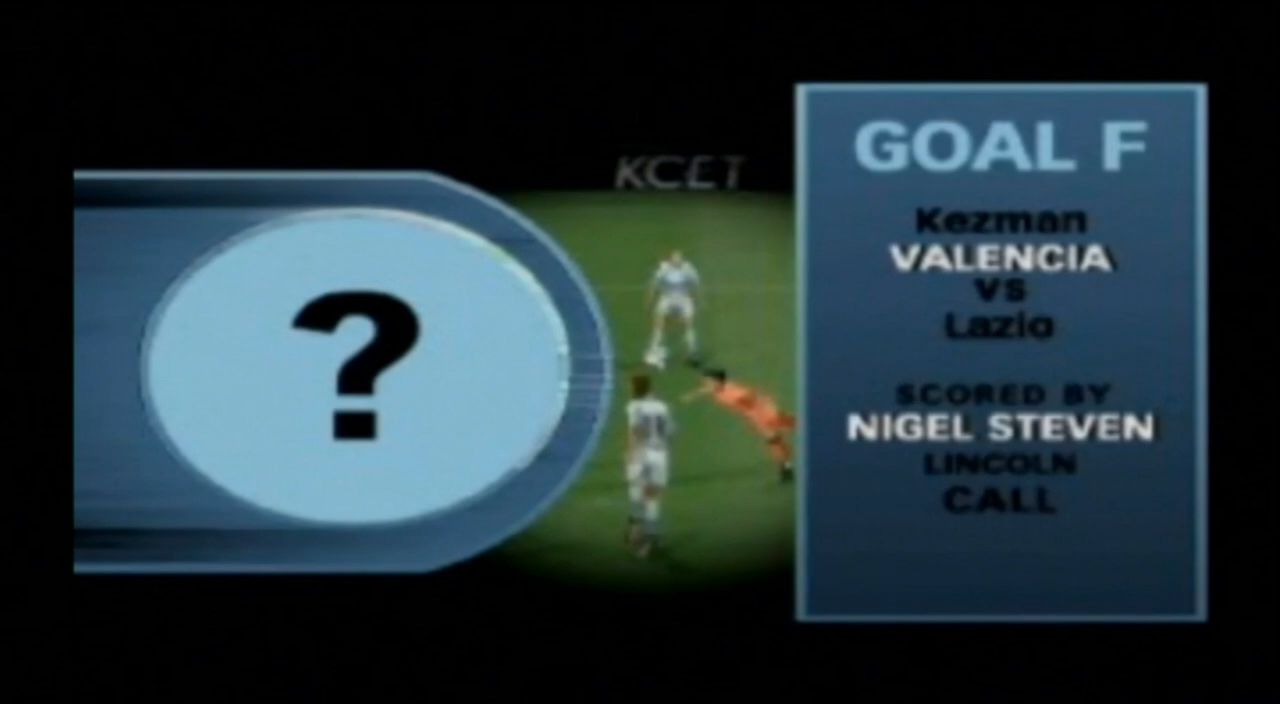 KCET
GOAL F
Kezman
VALENCIA
VS
Lazio
SCORED BY
NIGEL STEVEN
LINCOLN
CALL
?